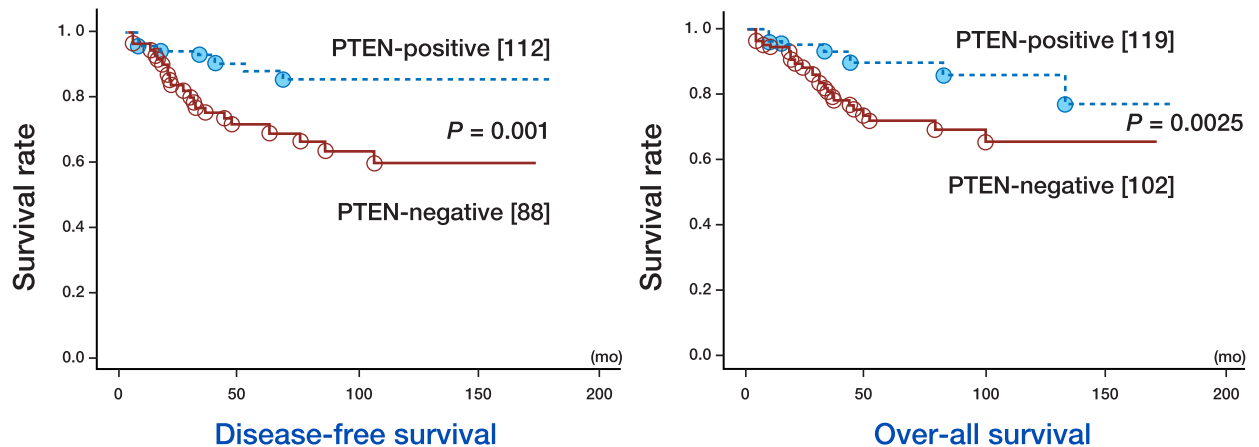 Survival rate
1. 0
0.8
0.6
0.4
0.2
0.0
PTEN-positive [112]
P = 0.001
PTEN-negative [88]
(mo)
0 50 100 150 200
Disease-free survival
Survival rate
1. 0
0.8
0.6
0.4
0.2
0.0
PTEN-positive [119]
P = 0.0025
PTEN-negative [102]
(mo)
0 50 100 150 200
Over-all survival